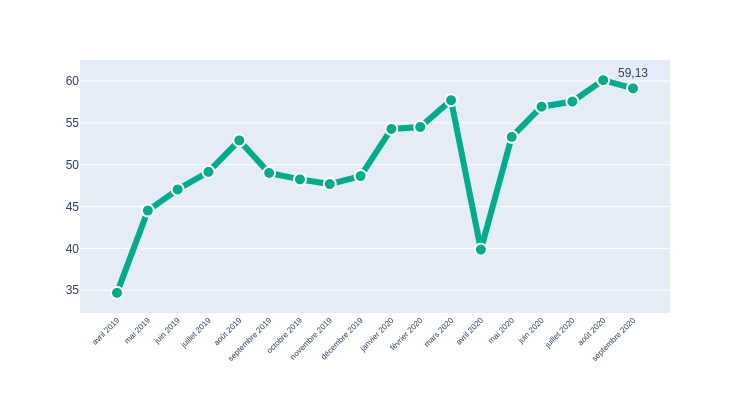 59,13
60
55
50
45
40
35
avril 2019
mai 2019
juin 2019
juillet 2019
août 2019
septembre 2019
octobre 2019
novembre 2019
décembre 2019
janvier 2020
février 2020
mars 2020
avril 2020
mai 2020
juin 2020
juillet 2020
août 2020
septembre 2020